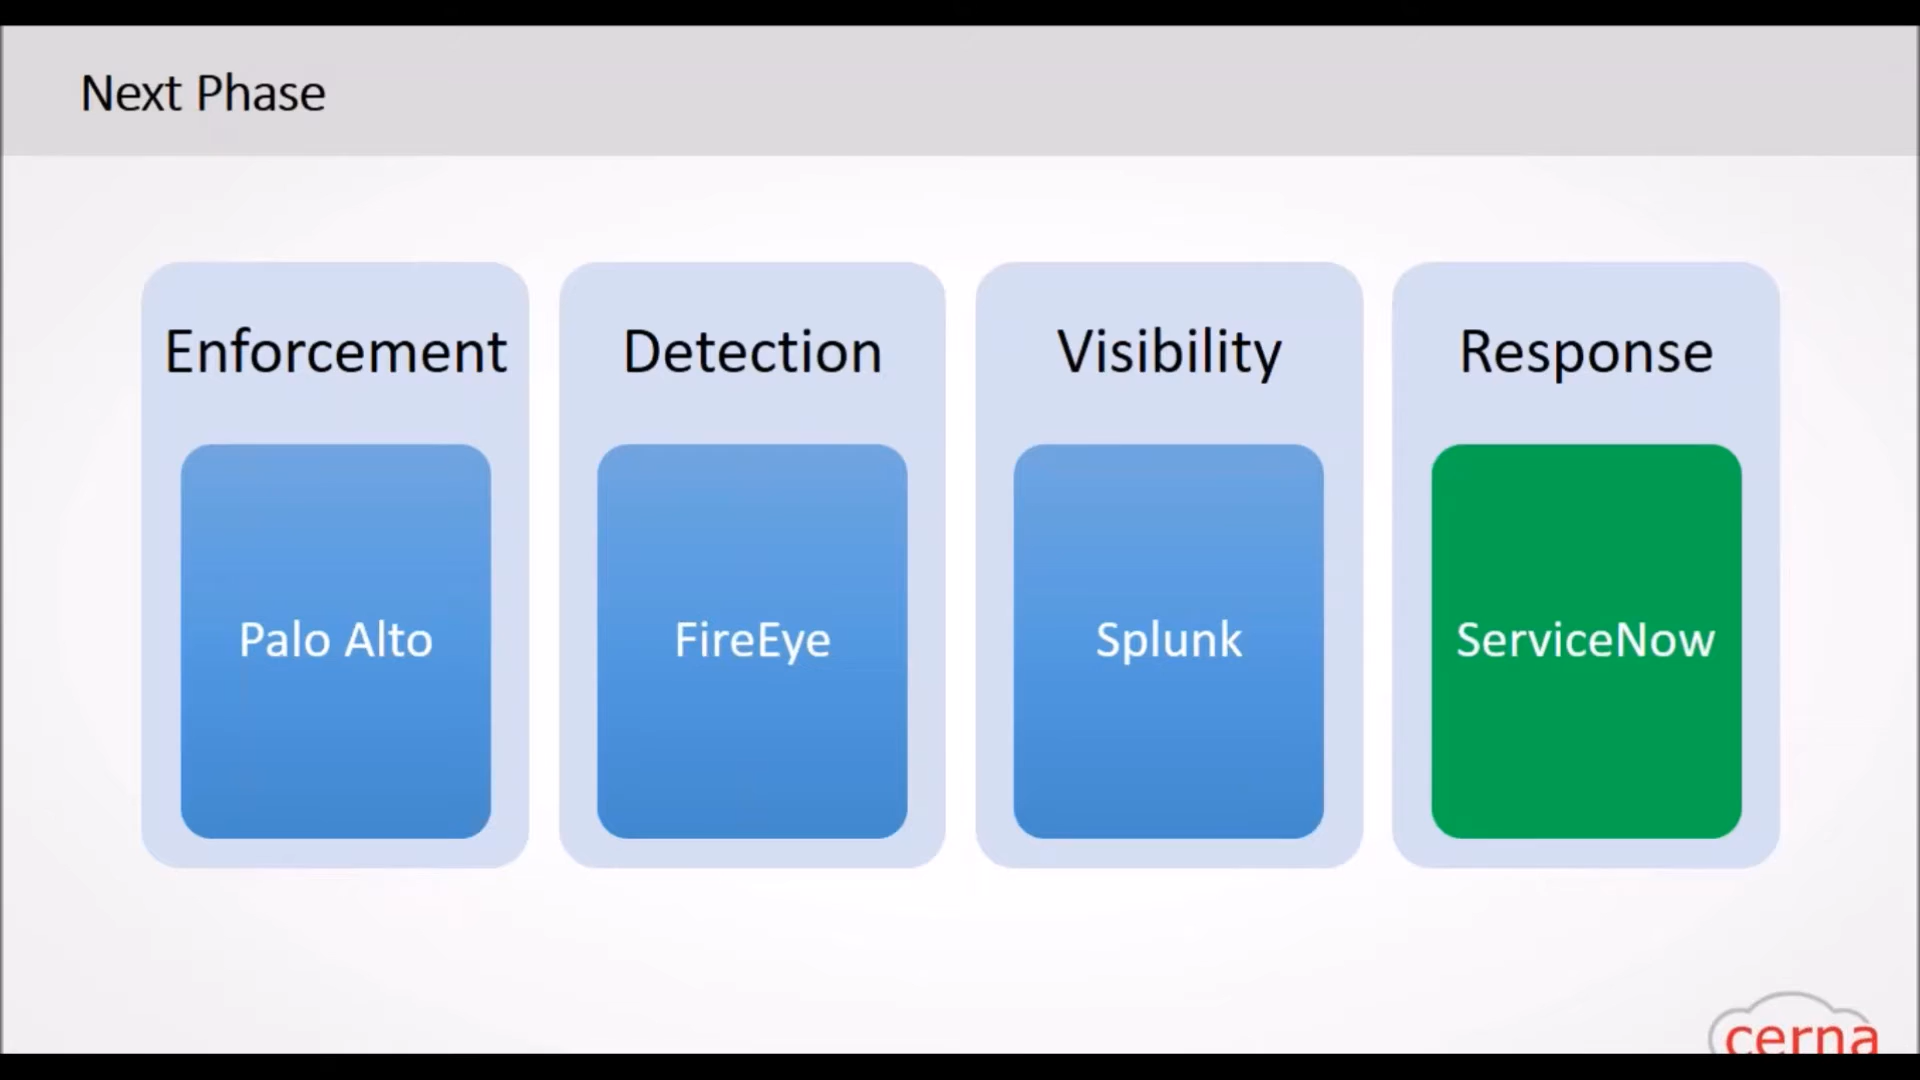 Next Phase
Enforcement
Detection
Visibility
Response
Palo Alto
FireEye
Splunk
ServiceNow
cerna